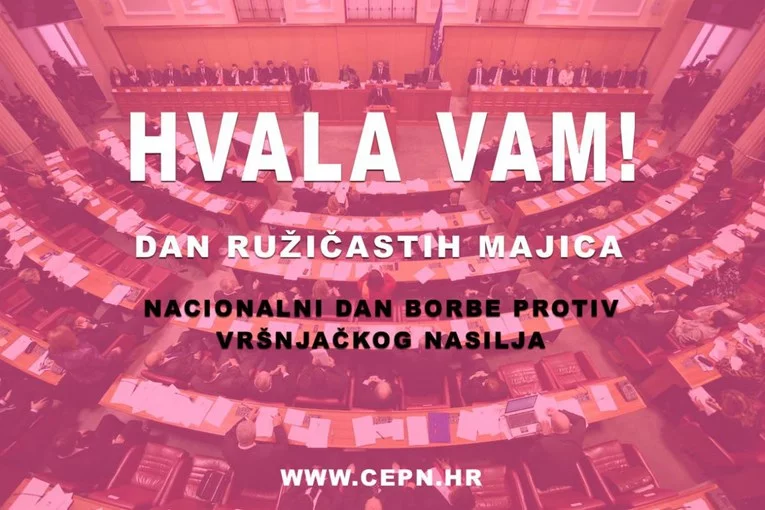 HVALA VAM!
DAN RUŽIČASTIH MAJICA
NACIONALNI DAN BORBE PROTIV
VRŠNJAČKOG NASILJA
WWW.CEPN.HR